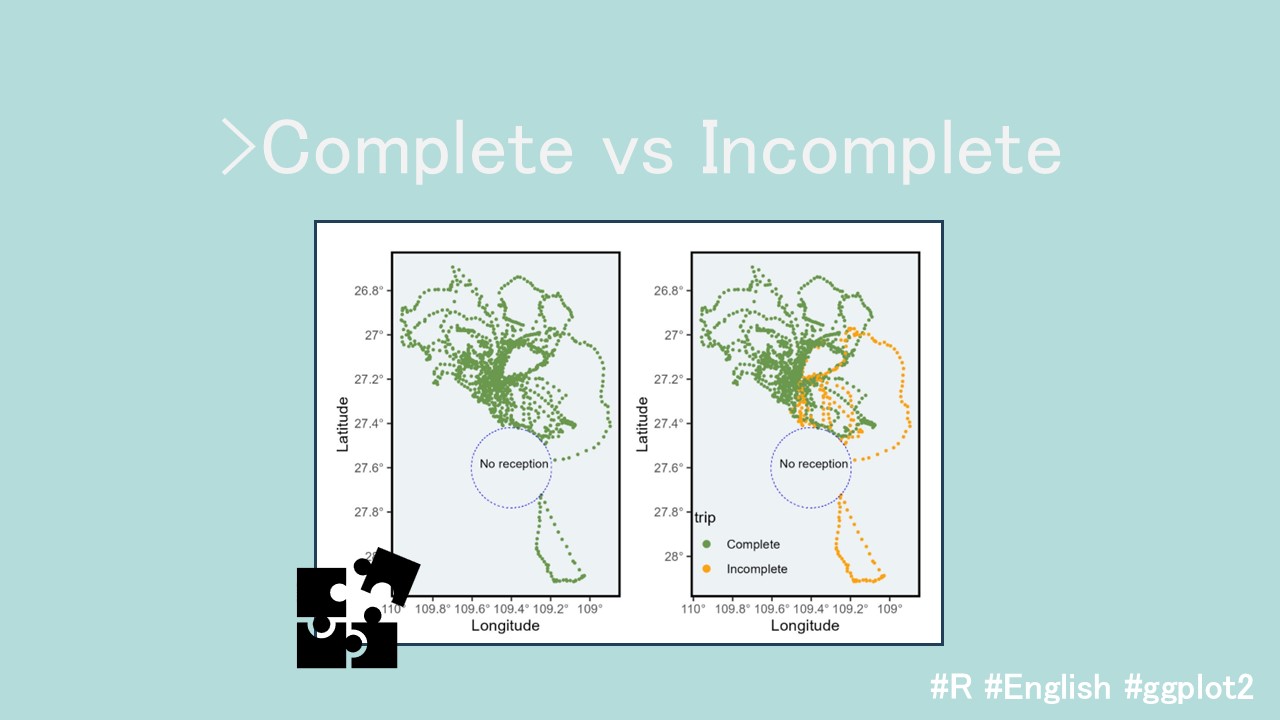 >Complete vs Incomplete
26.8°
27°
27.2°
27.4°
27.6°
27.8°
Latitude
No reception
110° 109.8° 109.6° 109.4° 109.2° 109°
Longitude
26.8°
27°
27.2°
27.4°
27.6°
27.8°
28°
Latitude
No reception
trip
Complete
Incomplete
110° 109.8° 109.6° 109.4° 109.2° 109°
Longitude
#R #English #ggplot2